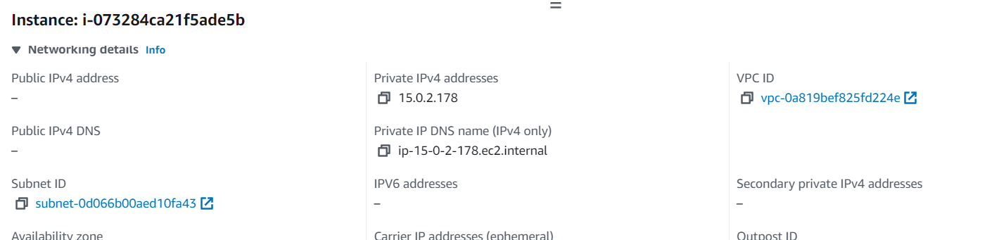 Instance: i-073284ca21f5ade5b
Networking details Info
Public IPv4 address
–
Private IPv4 addresses
15.0.2.178
VPC ID
vpc-0a819bef825fd224e
Public IPv4 DNS
–
Private IP DNS name (IPv4 only)
ip-15-0-2-178.ec2.internal
Subnet ID
subnet-0d066b00aed10fa43
IPV6 addresses
–
Secondary private IPv4 addresses
–
Availability zone
Carrier IP addresses (ephemeral)
Outpost ID